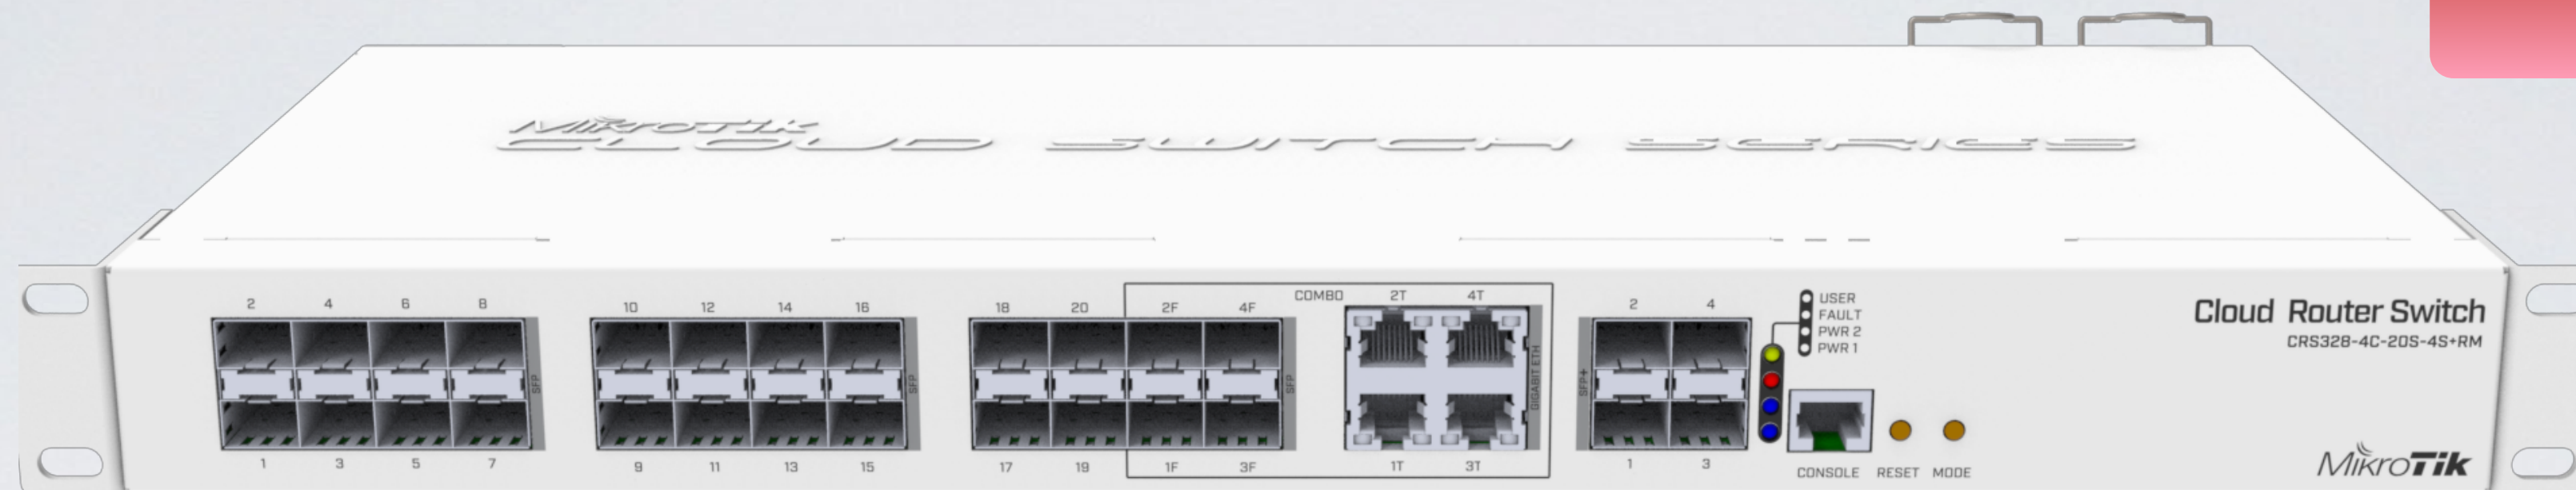 MikroTik
CLOUD SWITCH SERIES
2 4 6 8
1 3 5 7
SFP
10 12 14 16
9 11 13 15
SFP
18 20 2F 4F
17 19 1F 3F
SFP
COMBO 2T 4T
1T 3T
GIGABIT ETH
2 4
1 3
SFP+
USER
FAULT
PWR 2
PWR 1
CONSOLE RESET MODE
Cloud Router Switch
CRS328-4C-20S-4S+RM
MikroTik